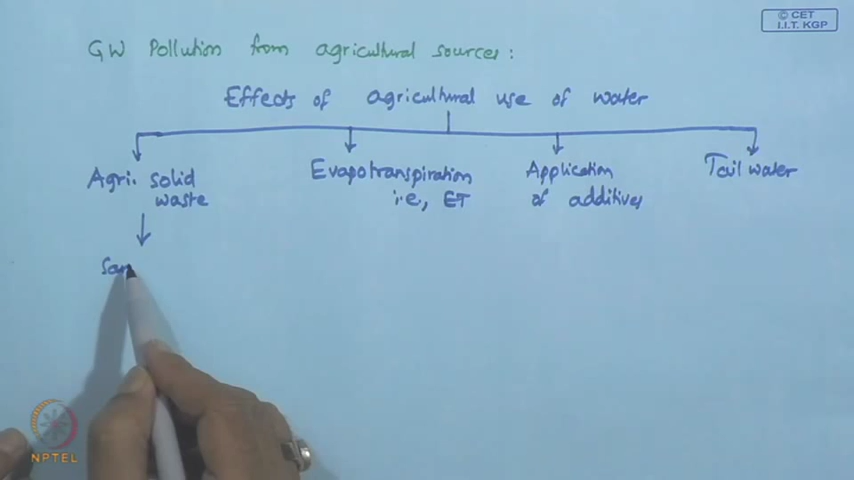 © CET
I.I.T. KGP
GW Pollution from agricultural sources:
Effects of agricultural use of water
Agri. solid
waste
Evapotranspiration
i.e, ET
Application
of additives
Tail water
NPTEL